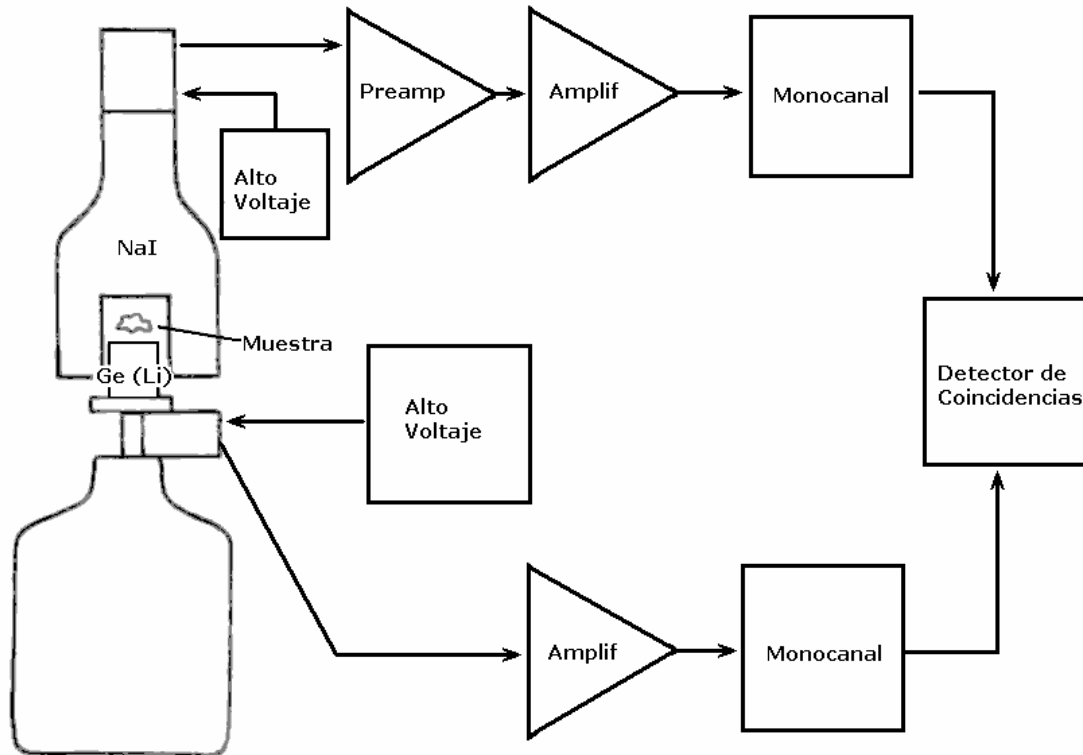 Preamp
Amplif
Monocanal
Alto
Voltaje
NaI
Muestra
Ge (Li)
Alto
Voltaje
Detector de
Coincidencias
Amplif
Monocanal